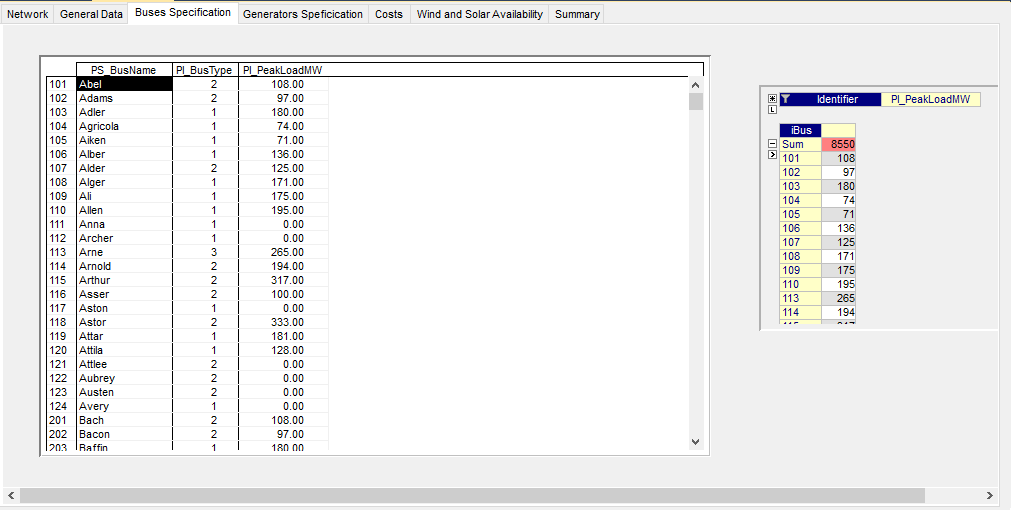 Network General Data Buses Specification Generators Speficication Costs Wind and Solar Availability Summary
PS_BusName PI_BusType PI_PeakLoadMW
101 Abel 2 108.00
102 Adams 2 97.00
103 Adler 1 180.00
104 Agricola 1 74.00
105 Aiken 1 71.00
106 Alber 1 136.00
107 Alder 2 125.00
108 Alger 1 171.00
109 Ali 1 175.00
110 Allen 1 195.00
111 Anna 1 0.00
112 Archer 1 0.00
113 Arne 3 265.00
114 Arnold 2 194.00
115 Arthur 2 317.00
116 Asser 2 100.00
117 Aston 1 0.00
118 Astor 2 333.00
119 Attar 1 181.00
120 Attila 1 128.00
121 Attlee 2 0.00
122 Aubrey 2 0.00
123 Austen 2 0.00
124 Avery 1 0.00
201 Bach 2 108.00
202 Bacon 2 97.00
203 Baffin 1 180.00
Identifier PI_PeakLoadMW
L
iBus
Sum 8550
101 108
102 97
103 180
104 74
105 71
106 136
107 125
108 171
109 175
110 195
113 265
114 194
115 317